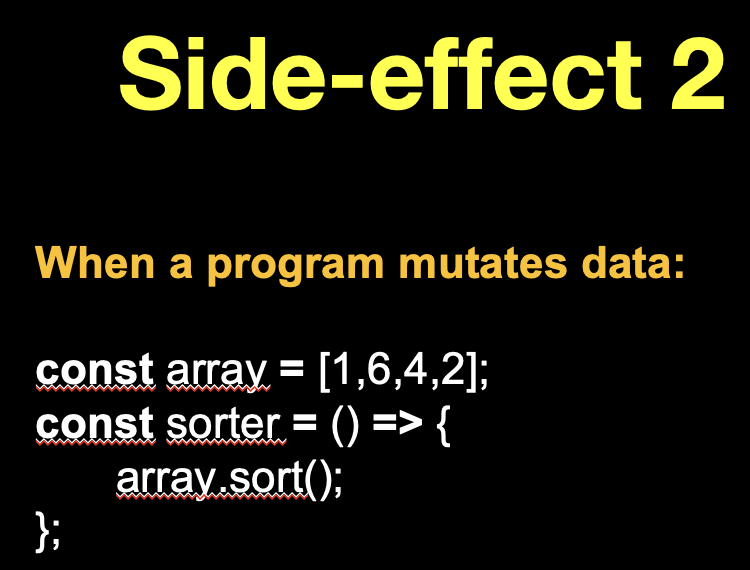 Side-effect 2
When a program mutates data:
const array = [1,6,4,2];
const sorter = () => {
array.sort();
};